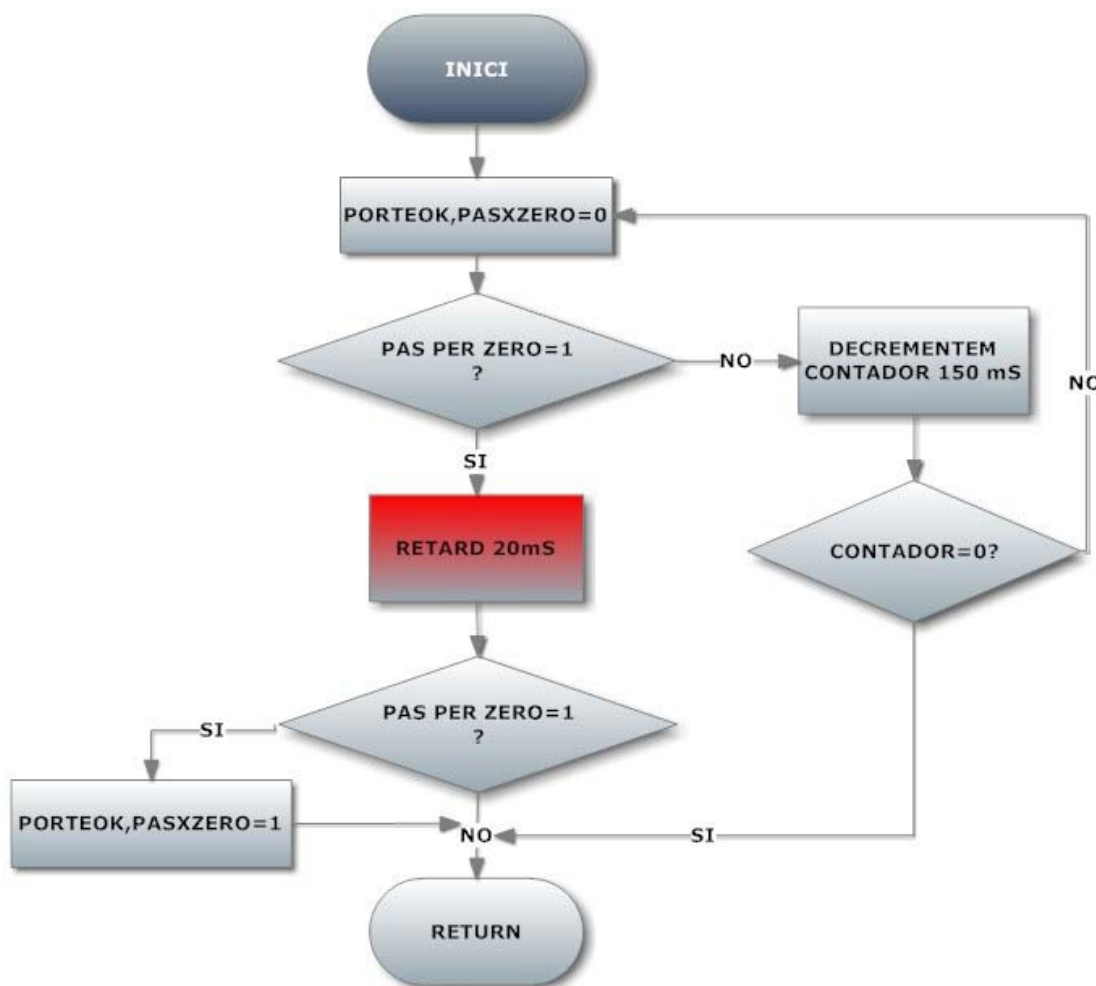 INICI
PORTEOK,PASXZERO=0
PAS PER ZERO=1
?
NO
DECREMENTEM
CONTADOR 150 mS
NO
SI
RETARD 20mS
CONTADOR=0?
PAS PER ZERO=1
?
SI
PORTEOK,PASXZERO=1
NO
SI
RETURN